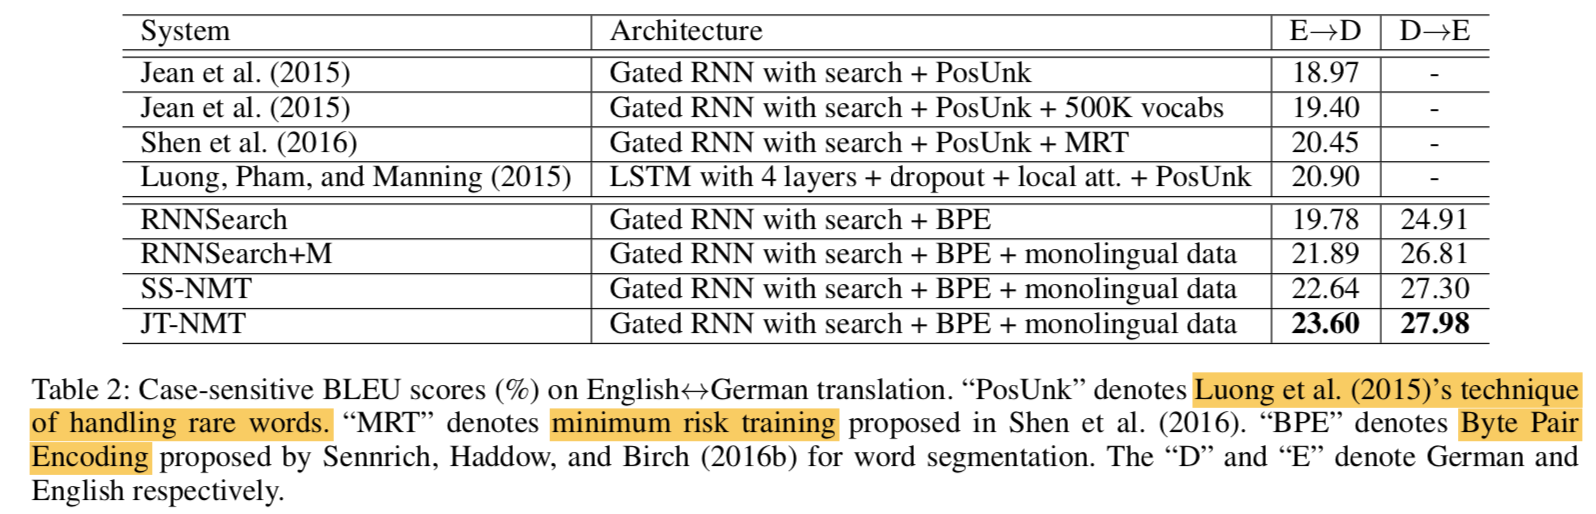 System Architecture E→D D→E
Jean et al. (2015) Gated RNN with search + PosUnk 18.97 -
Jean et al. (2015) Gated RNN with search + PosUnk + 500K vocabs 19.40 -
Shen et al. (2016) Gated RNN with search + PosUnk + MRT 20.45 -
Luong, Pham, and Manning (2015) LSTM with 4 layers + dropout + local att. + PosUnk 20.90 -
RNNSearch Gated RNN with search + BPE 19.78 24.91
RNNSearch+M Gated RNN with search + BPE + monolingual data 21.89 26.81
SS-NMT Gated RNN with search + BPE + monolingual data 22.64 27.30
JT-NMT Gated RNN with search + BPE + monolingual data 23.60 27.98
Table 2: Case-sensitive BLEU scores (%) on English↔German translation. “PosUnk” denotes Luong et al. (2015)’s technique
of handling rare words. “MRT” denotes minimum risk training proposed in Shen et al. (2016). “BPE” denotes Byte Pair
Encoding proposed by Sennrich, Haddow, and Birch (2016b) for word segmentation. The “D” and “E” denote German and
English respectively.